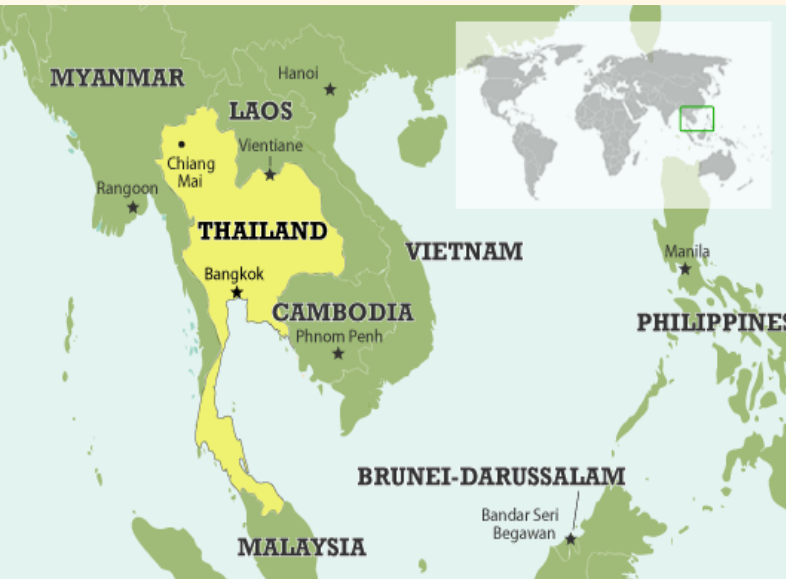 Hanoi
MYANMAR
LAOS
Vientiane
Chiang
Mai
Rangoon
THAILAND
VIETNAM
Manila
Bangkok
CAMBODIA
PHILIPPINES
Phnom Penh
BRUNEI-DARUSSALAM
Bandar Seri
Begawan
MALAYSIA